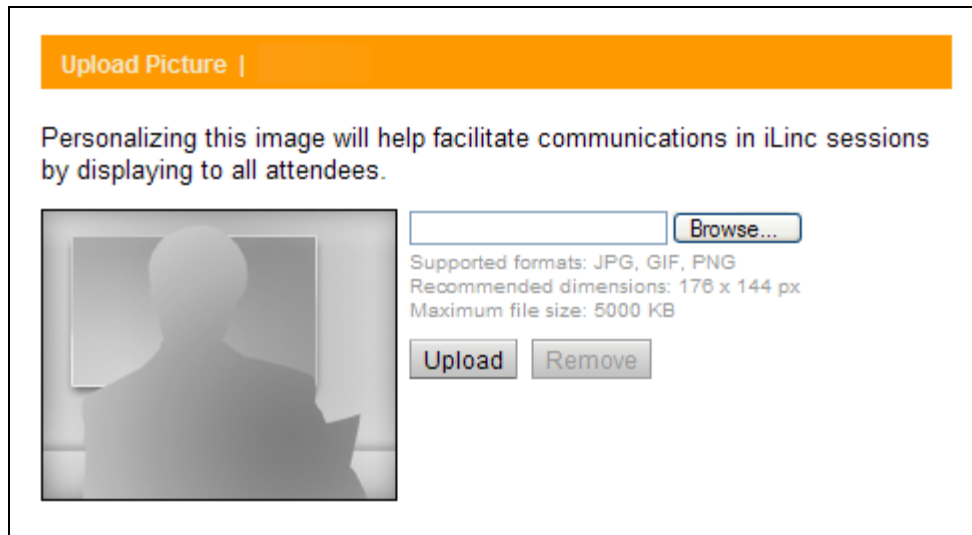 Upload Picture |
Personalizing this image will help facilitate communications in iLinc sessions
by displaying to all attendees.
Browse...
Supported formats: JPG, GIF, PNG
Recommended dimensions: 176 x 144 px
Maximum file size: 5000 KB
Upload Remove